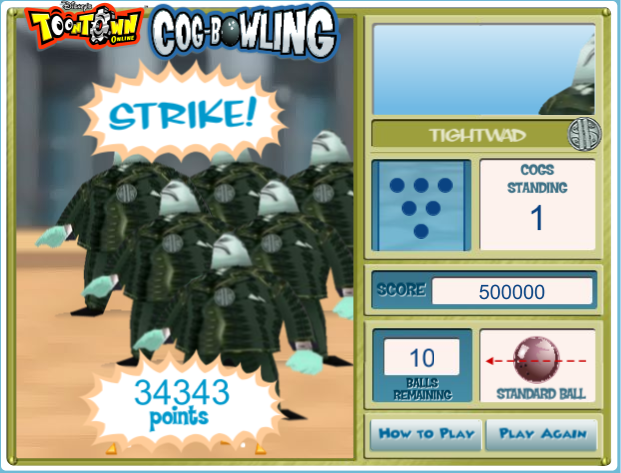 Disney's
TOONTOWN
ONLINE
COG-BOWLING
STRIKE!
34343
points
TIGHTWAD
COGS
STANDING
1
SCORE
500000
10
BALLS
REMAINING
STANDARD BALL
HOW TO PLAY
PLAY AGAIN